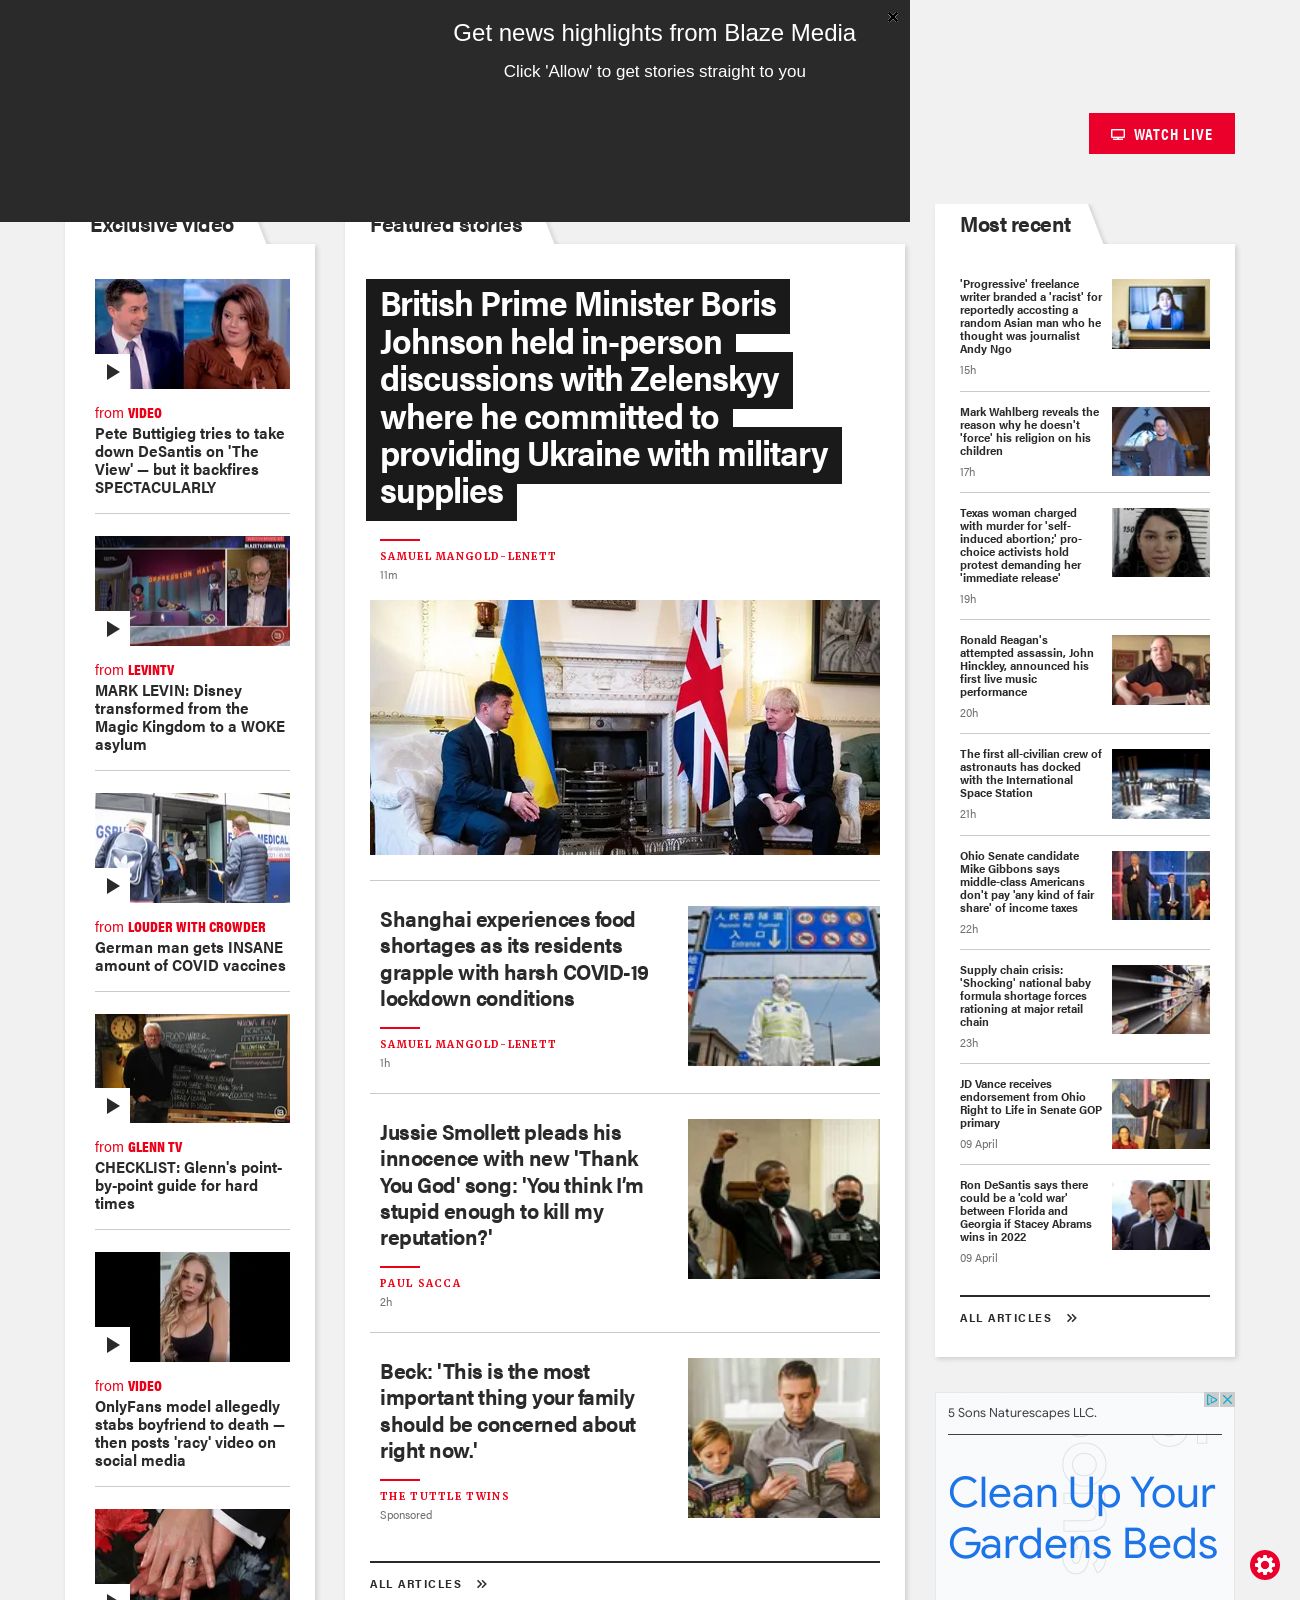 Get news highlights from Blaze Media
Click 'Allow' to get stories straight to you
WATCH LIVE
Exclusive video
from VIDEO
Pete Buttigieg tries to take
down DeSantis on 'The
View' — but it backfires
SPECTACULARLY
from LEVINTV
MARK LEVIN: Disney
transformed from the
Magic Kingdom to a WOKE
asylum
MEDICAL
from LOUDER WITH CROWDER
German man gets INSANE
amount of COVID vaccines
from GLENN TV
CHECKLIST: Glenn's point-
by-point guide for hard
times
from VIDEO
OnlyFans model allegedly
stabs boyfriend to death —
then posts 'racy' video on
social media
Featured stories
British Prime Minister Boris
Johnson held in-person
discussions with Zelenskyy
where he committed to
providing Ukraine with military
supplies
SAMUEL MANGOLD-LENETT
11m
Shanghai experiences food
shortages as its residents
grapple with harsh COVID-19
lockdown conditions
SAMUEL MANGOLD-LENETT
1h
人民路隧道
Renmin Rd. Tunnel
入口
Entrance
Jussie Smollett pleads his
innocence with new 'Thank
You God' song: 'You think I’m
stupid enough to kill my
reputation?'
PAUL SACCA
2h
Beck: 'This is the most
important thing your family
should be concerned about
right now.'
THE TUTTLE TWINS
Sponsored
ALL ARTICLES
Most recent
'Progressive' freelance
writer branded a 'racist' for
reportedly accosting a
random Asian man who he
thought was journalist
Andy Ngo
15h
Mark Wahlberg reveals the
reason why he doesn't
'force' his religion on his
children
17h
Texas woman charged
with murder for 'self-
induced abortion;' pro-
choice activists hold
protest demanding her
'immediate release'
19h
Ronald Reagan's
attempted assassin, John
Hinckley, announced his
first live music
performance
20h
The first all-civilian crew of
astronauts has docked
with the International
Space Station
21h
Ohio Senate candidate
Mike Gibbons says
middle-class Americans
don't pay 'any kind of fair
share' of income taxes
22h
Supply chain crisis:
'Shocking' national baby
formula shortage forces
rationing at major retail
chain
23h
JD Vance receives
endorsement from Ohio
Right to Life in Senate GOP
primary
09 April
Ron DeSantis says there
could be a 'cold war'
between Florida and
Georgia if Stacey Abrams
wins in 2022
09 April
ALL ARTICLES
5 Sons Naturescapes LLC.
Clean Up Your
Gardens Beds